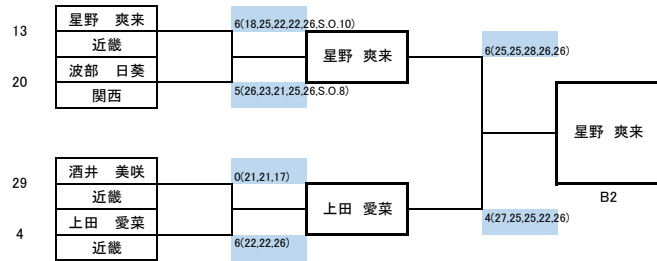 13
星野　爽来
近畿
20
波部　日葵
関西
6(18,25,22,22,26,S.O.10)
5(26,23,21,25,26,S.O.8)
星野 爽来
6(25,25,28,26,26)
星野 爽来
B2
29
酒井　美咲
近畿
4
上田　愛菜
近畿
0(21,21,17)
6(22,22,26)
上田 愛菜
4(27,25,25,22,26)